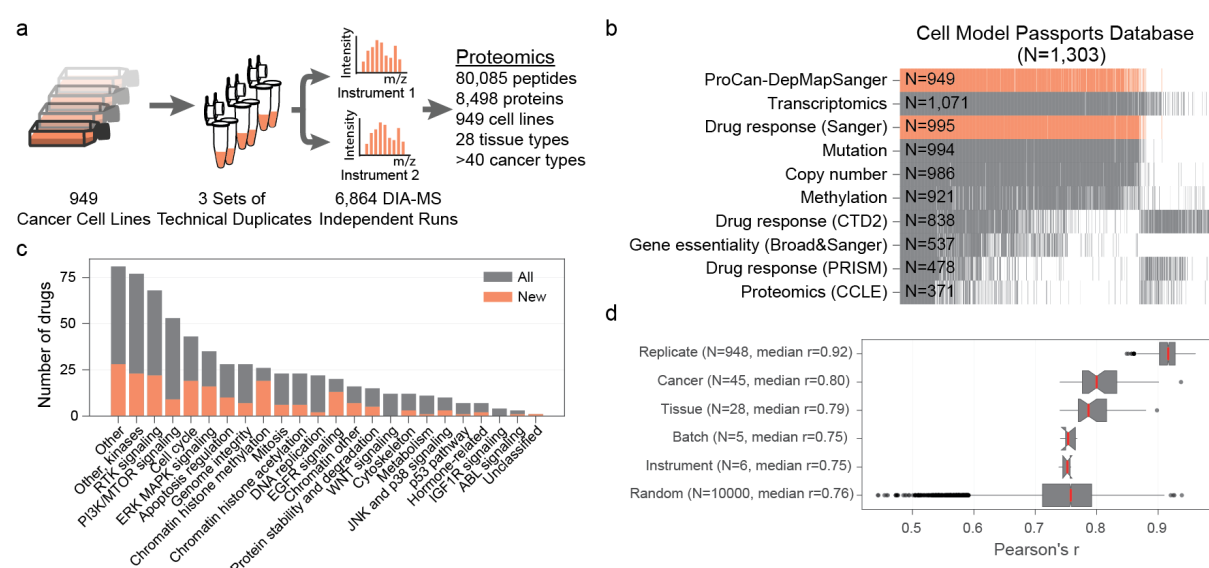 a
Intensity
m/z
Instrument 1
Intensity
m/z
Instrument 2
Proteomics
80,085 peptides
8,498 proteins
949 cell lines
28 tissue types
>40 cancer types
949
Cancer Cell Lines
3 Sets of
Technical Duplicates
6,864 DIA-MS
Independent Runs
b
Cell Model Passports Database
(N=1,303)
ProCan-DepMapSanger N=949
Transcriptomics N=1,071
Drug response (Sanger) N=995
Mutation N=994
Copy number N=986
Methylation N=921
Drug response (CTD2) N=838
Gene essentiality (Broad&Sanger) N=537
Drug response (PRISM) N=478
Proteomics (CCLE) N=371
c
Number of drugs
75
50
25
0
All
New
Other
Other, kinases
RTK signaling
PI3K/MTOR signaling
Cell cycle
ERK MAPK signaling
Apoptosis regulation
Genome integrity
Chromatin histone methylation
Mitosis
Chromatin histone acetylation
DNA replication
EGFR signaling
Chromatin other
Protein stability and degradation
WNT signaling
Cytoskeleton
Metabolism
JNK and p38 signaling
p53 pathway
Hormone-related
IGF1R signaling
ABL signaling
Unclassified
d
Replicate (N=948, median r=0.92)
Cancer (N=45, median r=0.80)
Tissue (N=28, median r=0.79)
Batch (N=5, median r=0.75)
Instrument (N=6, median r=0.75)
Random (N=10000, median r=0.76)
0.5 0.6 0.7 0.8 0.9
Pearson's r